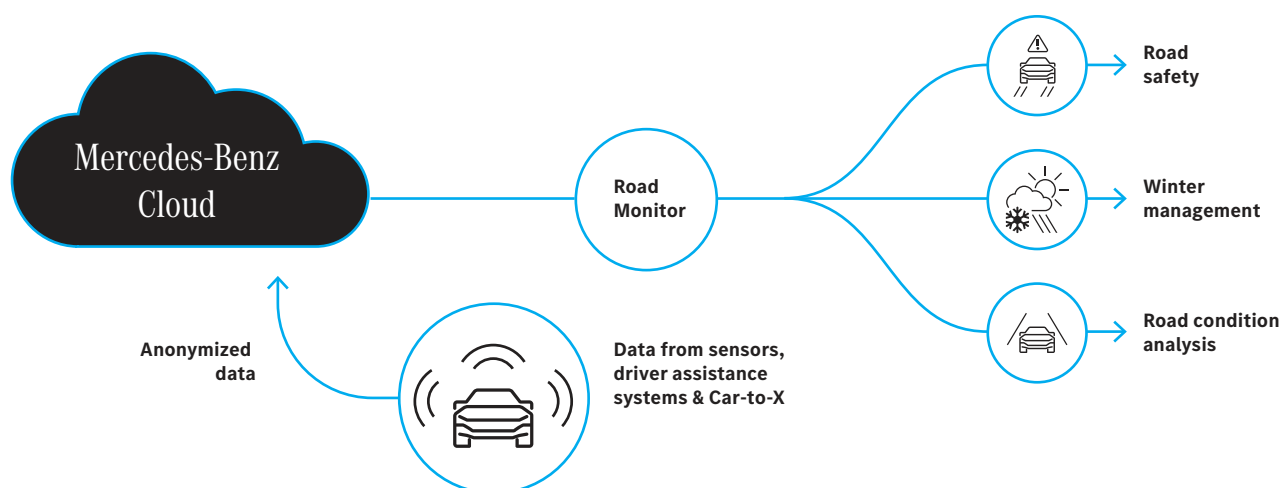 Mercedes-Benz
Cloud
Road
Monitor
Road
safety
Winter
management
Road condition
analysis
Anonymized
data
Data from sensors,
driver assistance
systems & Car-to-X